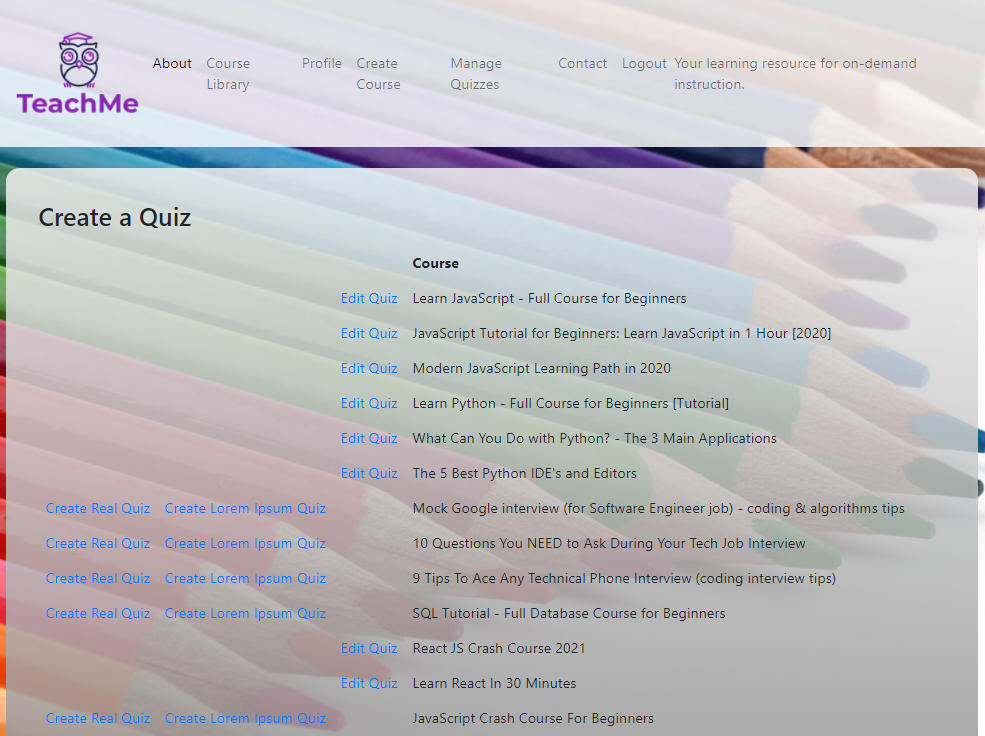 TeachMe
About Course Library Profile Create Course Manage Quizzes Contact Logout Your learning resource for on-demand instruction.
Create a Quiz
Course
Edit Quiz Learn JavaScript - Full Course for Beginners
Edit Quiz JavaScript Tutorial for Beginners: Learn JavaScript in 1 Hour [2020]
Edit Quiz Modern JavaScript Learning Path in 2020
Edit Quiz Learn Python - Full Course for Beginners [Tutorial]
Edit Quiz What Can You Do with Python? - The 3 Main Applications
Edit Quiz The 5 Best Python IDE's and Editors
Create Real Quiz Create Lorem Ipsum Quiz Mock Google interview (for Software Engineer job) - coding & algorithms tips
Create Real Quiz Create Lorem Ipsum Quiz 10 Questions You NEED to Ask During Your Tech Job Interview
Create Real Quiz Create Lorem Ipsum Quiz 9 Tips To Ace Any Technical Phone Interview (coding interview tips)
Create Real Quiz Create Lorem Ipsum Quiz SQL Tutorial - Full Database Course for Beginners
Edit Quiz React JS Crash Course 2021
Edit Quiz Learn React In 30 Minutes
Create Real Quiz Create Lorem Ipsum Quiz JavaScript Crash Course For Beginners